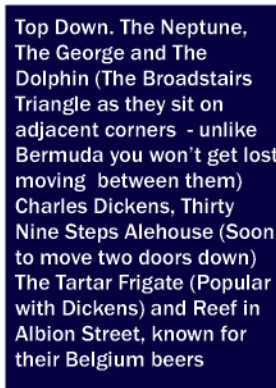 Top Down. The Neptune,
The George and The
Dolphin (The Broadstairs
Triangle as they sit on
adjacent corners - unlike
Bermuda you won't get lost
moving between them)
Charles Dickens, Thirty
Nine Steps Alehouse (Soon
to move two doors down)
The Tartar Frigate (Popular
with Dickens) and Reef in
Albion Street, known for
their Belgium beers